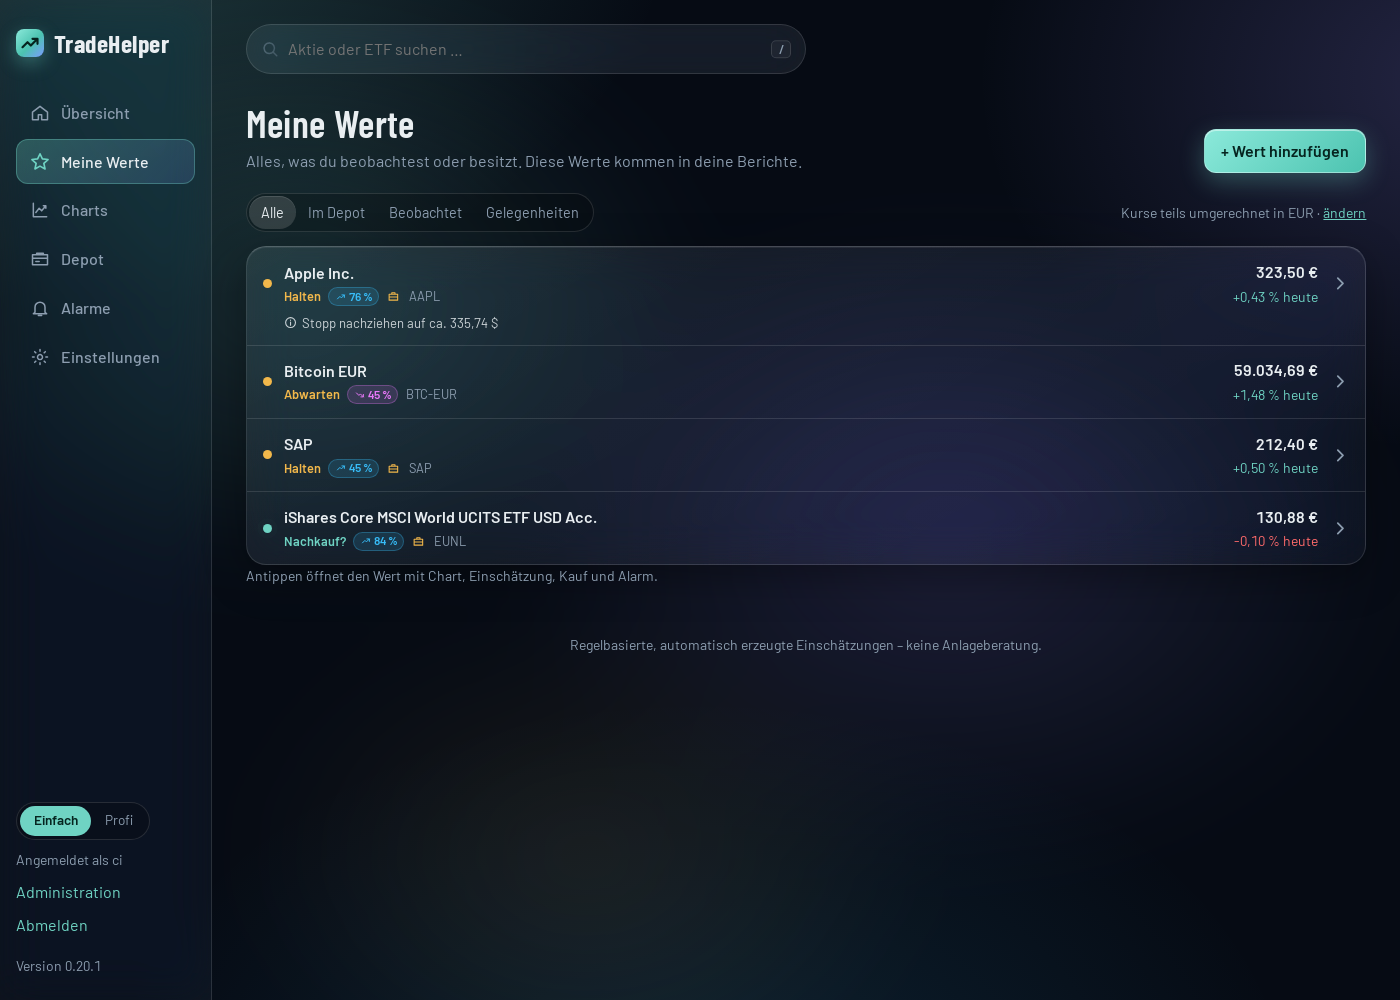 TradeHelper
Übersicht
Meine Werte
Charts
Depot
Alarme
Einstellungen
Einfach Profi
Angemeldet als ci
Administration
Abmelden
Version 0.20.1
Aktie oder ETF suchen ... /
Meine Werte
Alles, was du beobachtest oder besitzt. Diese Werte kommen in deine Berichte.
+ Wert hinzufügen
Alle Im Depot Beobachtet Gelegenheiten
Kurse teils umgerechnet in EUR · ändern
Apple Inc. 323,50 €
Halten 76 % AAPL +0,43 % heute
Stopp nachziehen auf ca. 335,74 $
Bitcoin EUR 59.034,69 €
Abwarten 45 % BTC-EUR +1,48 % heute
SAP 212,40 €
Halten 45 % SAP +0,50 % heute
iShares Core MSCI World UCITS ETF USD Acc. 130,88 €
Nachkauf? 84 % EUNL -0,10 % heute
Antippen öffnet den Wert mit Chart, Einschätzung, Kauf und Alarm.
Regelbasierte, automatisch erzeugte Einschätzungen – keine Anlageberatung.